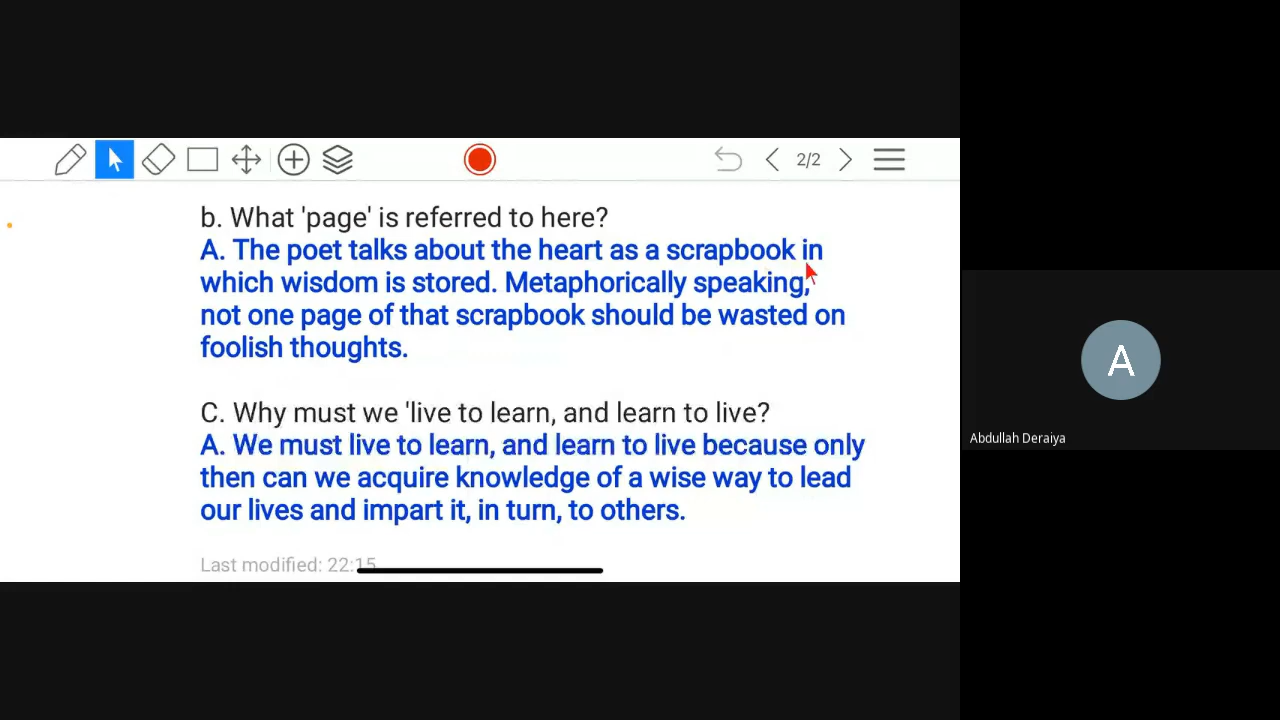 2/2
b. What 'page' is referred to here?
A. The poet talks about the heart as a scrapbook in
which wisdom is stored. Metaphorically speaking,
not one page of that scrapbook should be wasted on
foolish thoughts.
C. Why must we 'live to learn, and learn to live?
A. We must live to learn, and learn to live because only
then can we acquire knowledge of a wise way to lead
our lives and impart it, in turn, to others.
Last modified: 22:15
A
Abdullah Deraiya